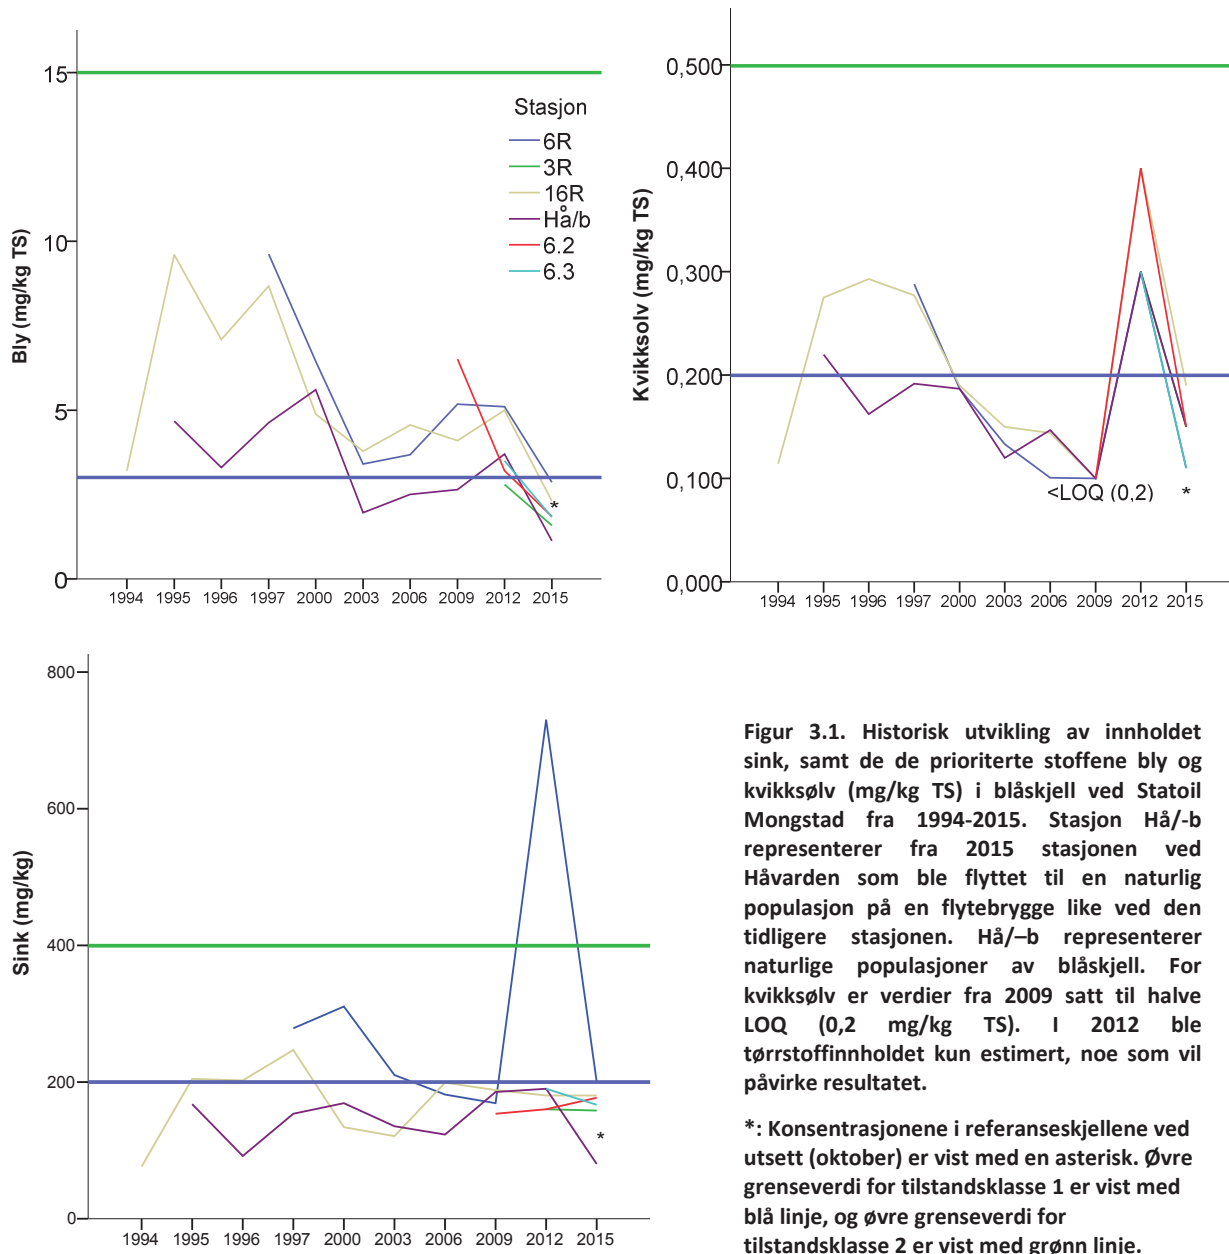 15
10
5
0
Bly (mg/kg TS)
Stasjon
6R
3R
16R
Hå/b
6.2
6.3
*
1994 1995 1996 1997 2000 2003 2006 2009 2012 2015
0,500
0,400
0,300
0,200
0,100
0,000
Kvikksolv (mg/kg TS)
<LOQ (0,2) *
1994 1995 1996 1997 2000 2003 2006 2009 2012 2015
800
600
400
200
0
Sink (mg/kg)
*
1994 1995 1996 1997 2000 2003 2006 2009 2012 2015
Figur 3.1. Historisk utvikling av innholdet
sink, samt de de prioriterte stoffene bly og
kvikksølv (mg/kg TS) i blåskjell ved Statoil
Mongstad fra 1994-2015. Stasjon Hå/-b
representerer fra 2015 stasjonen ved
Håvarden som ble flyttet til en naturlig
populasjon på en flytebrygge like ved den
tidligere stasjonen. Hå/–b representerer
naturlige populasjoner av blåskjell. For
kvikksølv er verdier fra 2009 satt til halve
LOQ (0,2 mg/kg TS). I 2012 ble
tørrstoffinnholdet kun estimert, noe som vil
påvirke resultatet.
*: Konsentrasjonene i referanseskjellene ved
utsett (oktober) er vist med en asterisk. Øvre
grenseverdi for tilstandsklasse 1 er vist med
blå linje, og øvre grenseverdi for
tilstandsklasse 2 er vist med grønn linje.